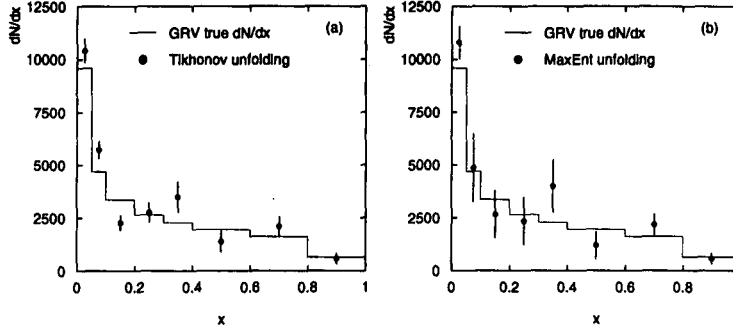 dN/dx
12500
10000
7500
5000
2500
0
GRV true dN/dx
Tikhonov unfolding
(a)
0 0.2 0.4 0.6 0.8 1
x
dN/dx
12500
10000
7500
5000
2500
0
GRV true dN/dx
MaxEnt unfolding
(b)
0 0.2 0.4 0.6 0.8
x